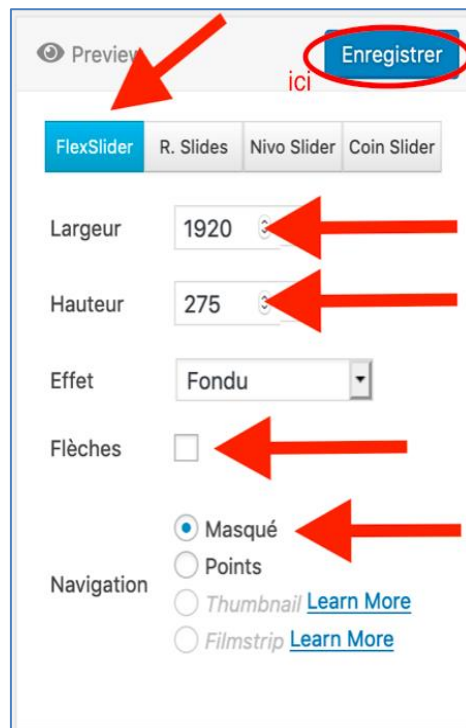 Preview Enregistrer
ici
FlexSlider R. Slides Nivo Slider Coin Slider
Largeur 1920
Hauteur 275
Effet Fondu
Flèches
Masqué
Points
Navigation
Thumbnail Learn More
Filmstrip Learn More